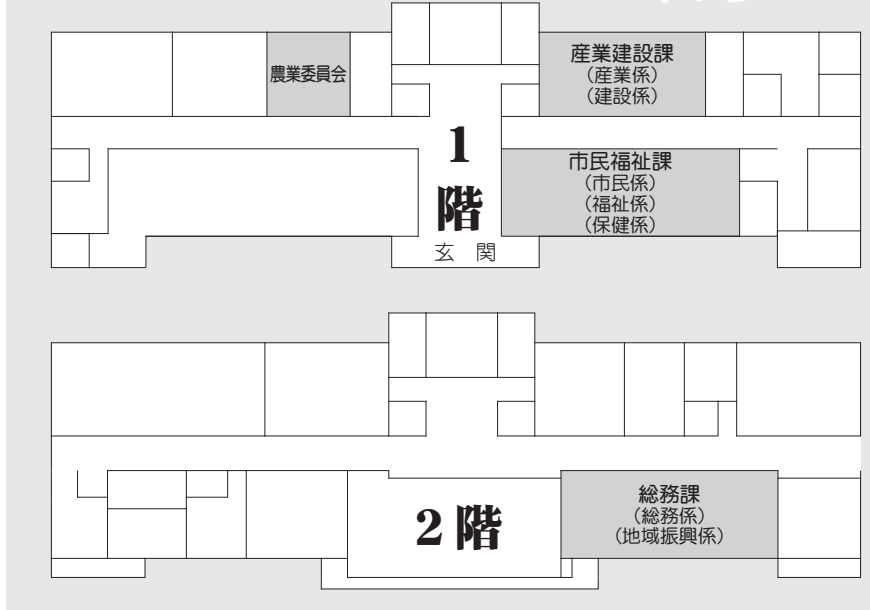 農業委員会
産業建設課
（産業係）
（建設係）
1
階
玄関
市民福祉課
（市民係）
（福祉係）
（保健係）
2階
総務課
（総務係）
（地域振興係）